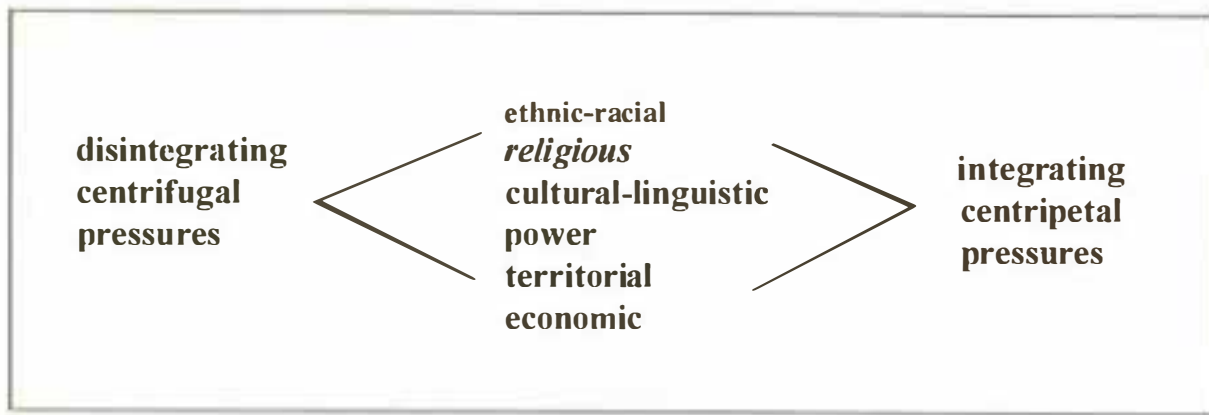 disintegrating
centrifugal
pressures
ethnic-racial
religious
cultural-linguistic
power
territorial
economic
integrating
centripetal
pressures